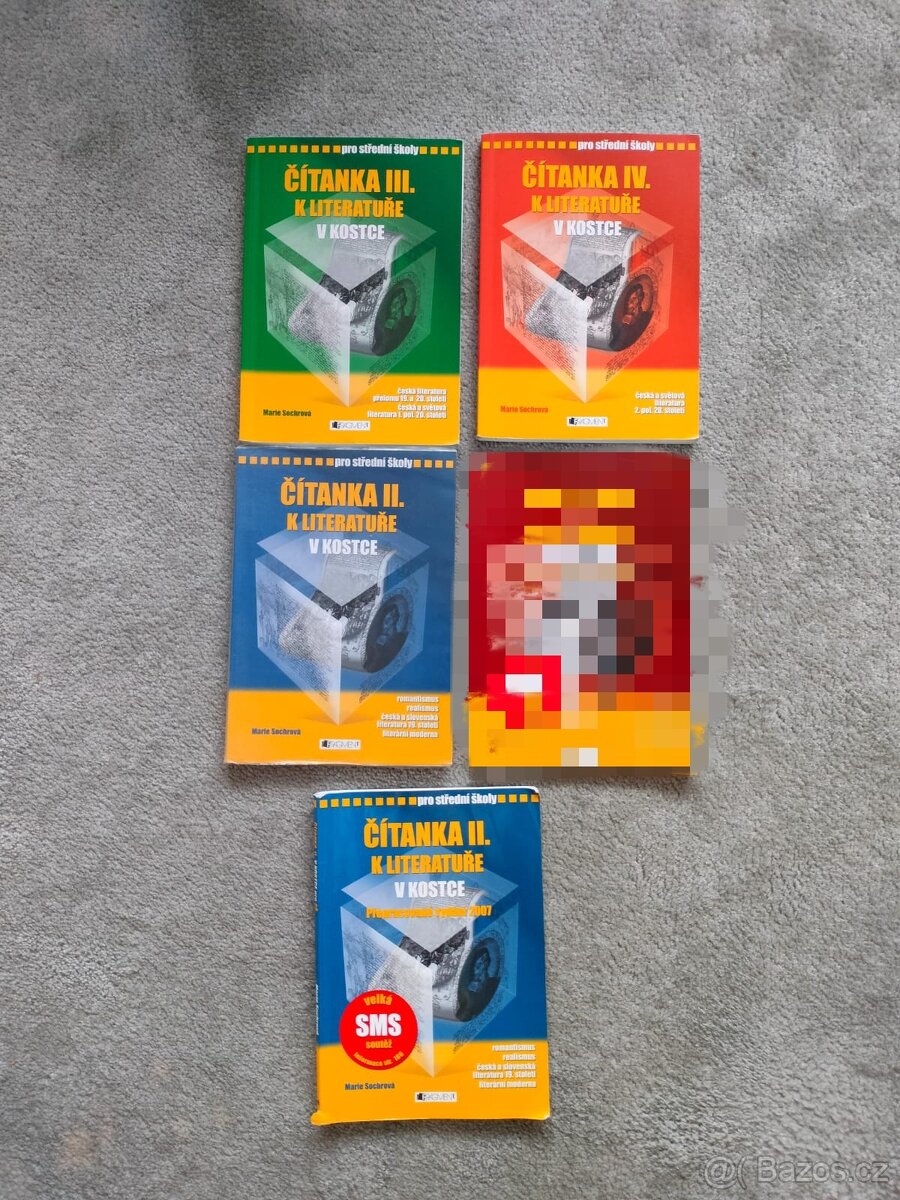 pro střední školy
ČÍTANKA III.
K LITERATUŘE
V KOSTCE
česká literatura
přelomu 19. a 20. století
česká a světová
literatura 1. pol. 20. století
Marie Sochrová
FRAGMENT
pro střední školy
ČÍTANKA IV.
K LITERATUŘE
V KOSTCE
česká a světová
literatura
2. pol. 20. století
Marie Sochrova
FRAGMENT
pro střední školy
ČÍTANKA II.
K LITERATUŘE
V KOSTCE
romantismus
realismus
česká a slovenská
literatura 19. století
literární moderna
Marie Sochrová
FRAGMENT
pro střední školy
ČÍTANKA II.
K LITERATUŘE
V KOSTCE
Přepracované vydání 2007
velká
SMS
soutěž
informace str. 180
romantismus
realismus
česká a slovenská
literatura 19. století
literární moderna
Marie Sochrová
FRAGMENT
@( Bazos.cz